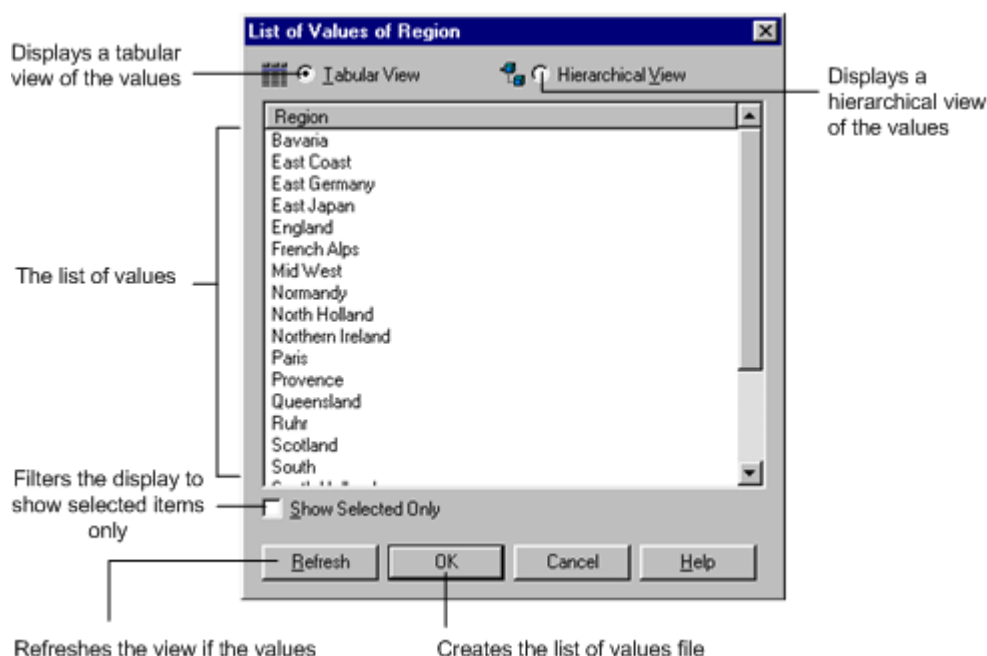 List of Values of Region
Displays a tabular
view of the values
Tabular View
Hierarchical View
Displays a
hierarchical view
of the values
Region
Bavaria
East Coast
East Germany
East Japan
England
French Alps
Mid West
Normandy
North Holland
Northern Ireland
Paris
Provence
Queensland
Ruhr
Scotland
South
The list of values
Filters the display to
show selected items
only
Show Selected Only
Refresh
OK
Cancel
Help
Refreshes the view if the values
Creates the list of values file